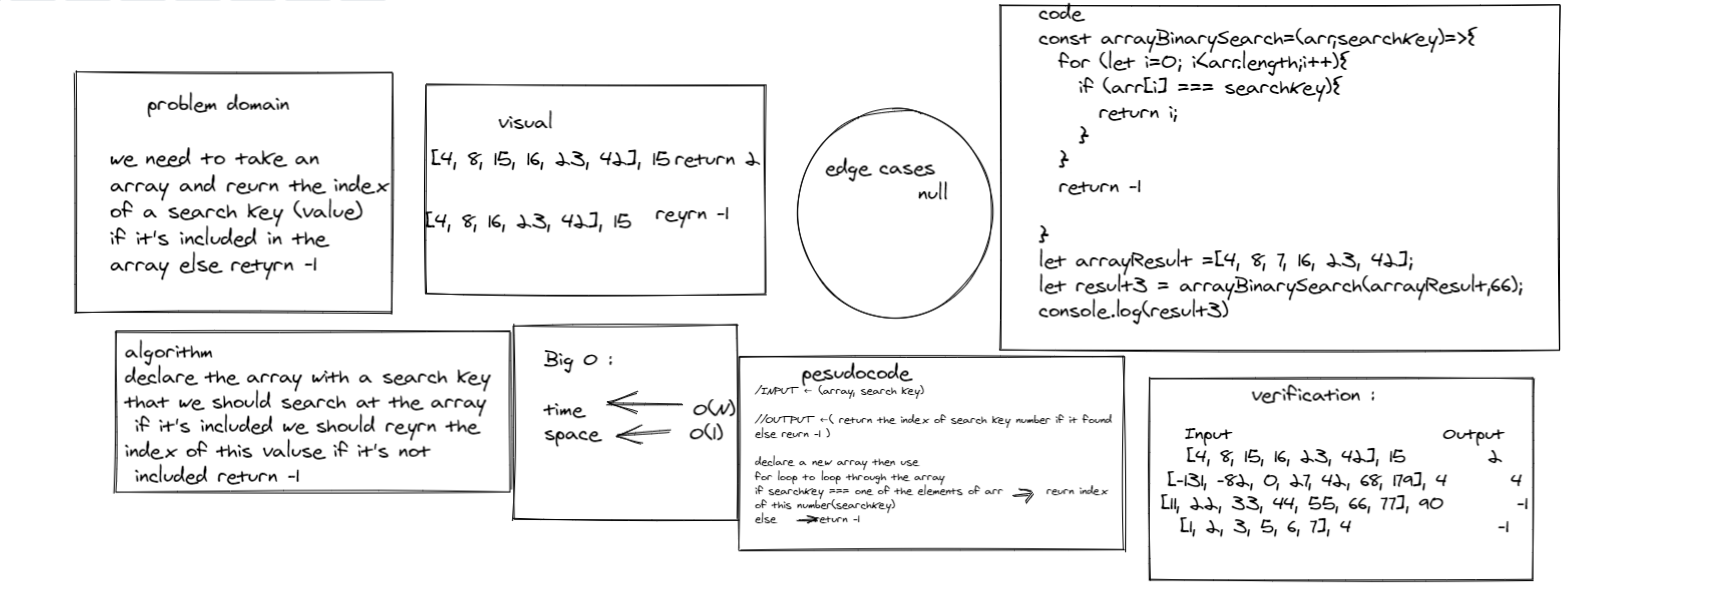 problem domain
we need to take an
array and reurn the index
of a search key (value)
if it's included in the
array else retyrn -1
visual
[4, 8, 15, 16, 23, 42], 15 return 2
[4, 8, 16, 23, 42], 15 reyrn -1
edge cases
null
code
const arrayBinarySearch=(arr,searchKey)=>{
for (let i=0; i<arr.length;i++){
if (arr[i] === searchKey){
return i;
}
}
return -1
}
let arrayResult =[4, 8, 7, 16, 23, 42];
let result3 = arrayBinarySearch(arrayResult,66);
console.log(result3)
algorithm
declare the array with a search key
that we should search at the array
if it's included we should reyrn the
index of this valuse if it's not
included return -1
Big O :
time O(N)
space O(1)
pesudocode
/INPUT ← (array, search key)
//OUTPUT ←( return the index of search key number if it found
else reurn -1 )
declare a new array then use
for loop to loop through the array
if searchKey === one of the elements of arr reurn index
of this number(searchKey)
else return -1
verification :
Input Output
[4, 8, 15, 16, 23, 42], 15 2
[-131, -82, 0, 27, 42, 68, 179], 4 4
[11, 22, 33, 44, 55, 66, 77], 90 -1
[1, 2, 3, 5, 6, 7], 4 -1